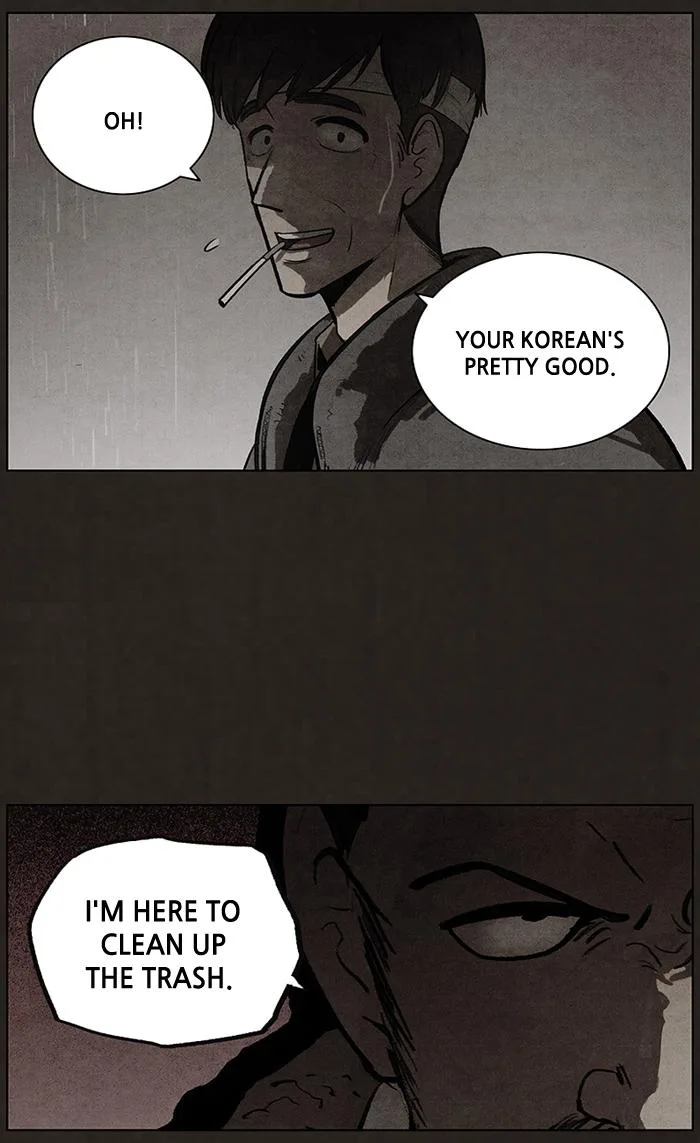 OH!
YOUR KOREAN'S
PRETTY GOOD.
I'M HERE TO
CLEAN UP
THE TRASH.